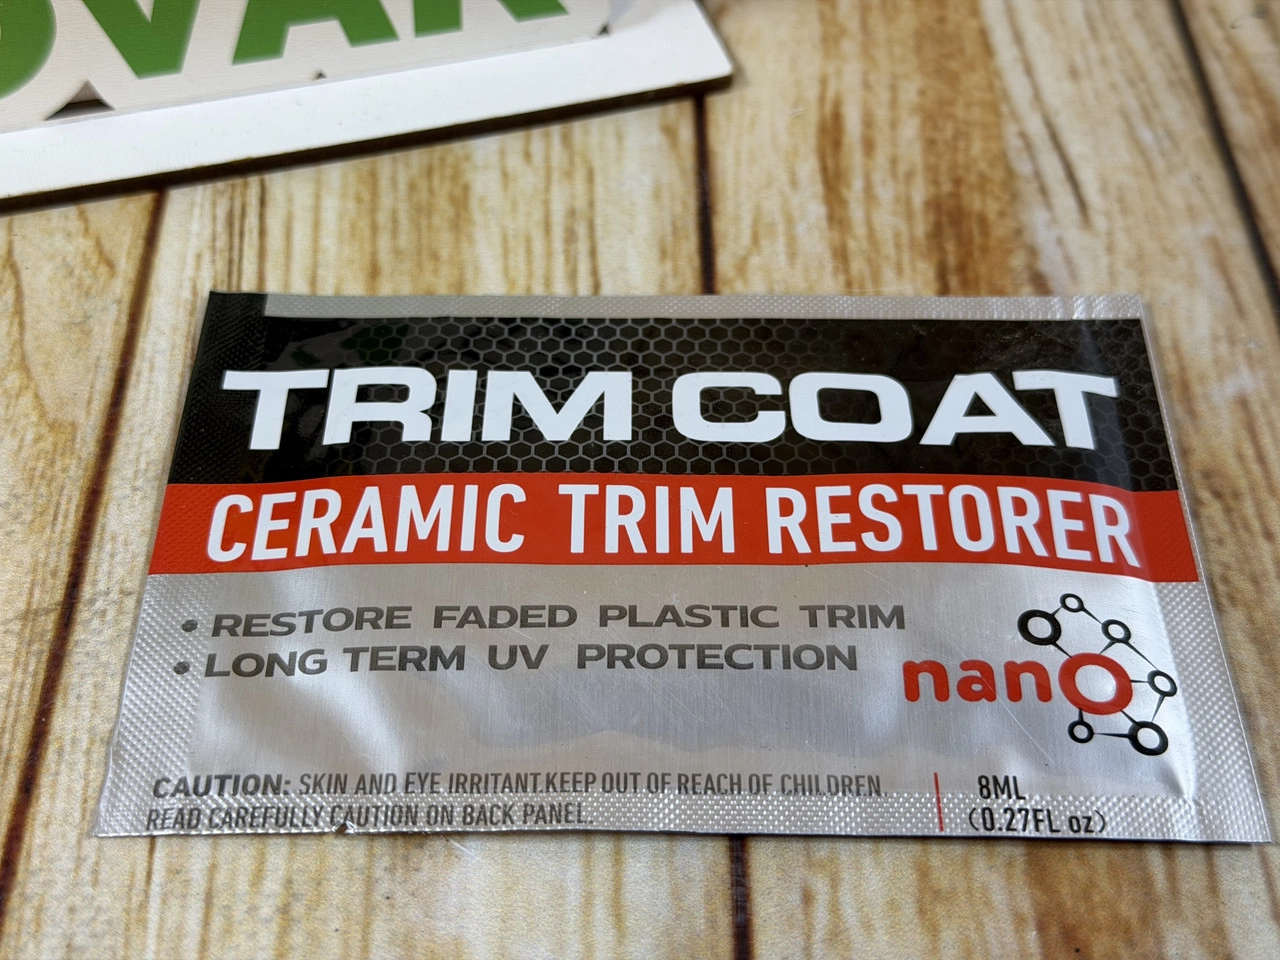 TRIM COAT
CERAMIC TRIM RESTORER
• RESTORE FADED PLASTIC TRIM
• LONG TERM UV PROTECTION
nano
CAUTION: SKIN AND EYE IRRITANT.KEEP OUT OF REACH OF CHILDREN.
READ CAREFULLY CAUTION ON BACK PANEL.
8ML
(0.27FL oz)